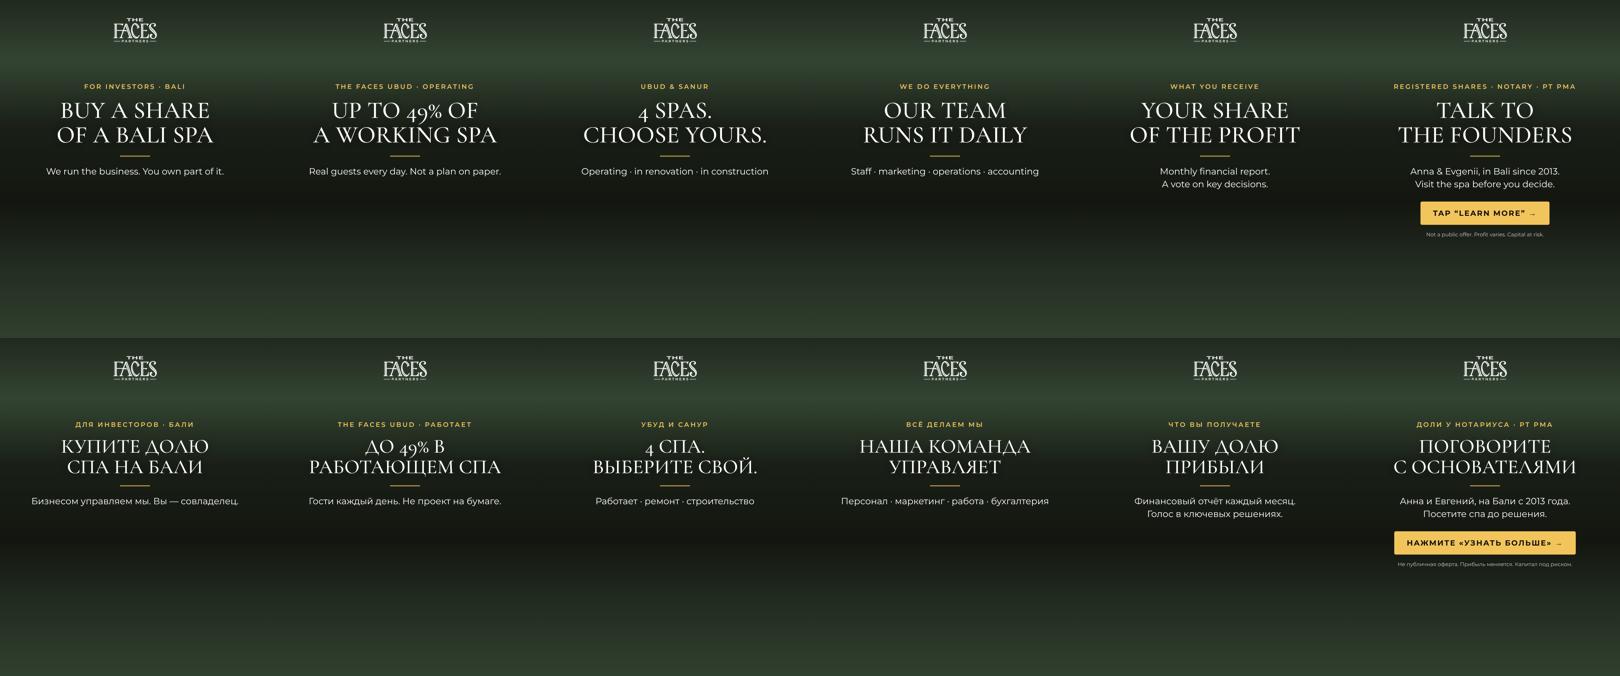 THE
FACES
PARTNERS
FOR INVESTORS · BALI
BUY A SHARE
OF A BALI SPA
We run the business. You own part of it.
THE
FACES
PARTNERS
THE FACES UBUD · OPERATING
UP TO 49% OF
A WORKING SPA
Real guests every day. Not a plan on paper.
THE
FACES
PARTNERS
UBUD & SANUR
4 SPAS.
CHOOSE YOURS.
Operating · in renovation · in construction
THE
FACES
PARTNERS
WE DO EVERYTHING
OUR TEAM
RUNS IT DAILY
Staff · marketing · operations · accounting
THE
FACES
PARTNERS
WHAT YOU RECEIVE
YOUR SHARE
OF THE PROFIT
Monthly financial report.
A vote on key decisions.
THE
FACES
PARTNERS
REGISTERED SHARES · NOTARY · PT PMA
TALK TO
THE FOUNDERS
Anna & Evgenii, in Bali since 2013.
Visit the spa before you decide.
TAP “LEARN MORE” →
Not a public offer. Profit varies. Capital at risk.
THE
FACES
PARTNERS
ДЛЯ ИНВЕСТОРОВ · БАЛИ
КУПИТЕ ДОЛЮ
СПА НА БАЛИ
Бизнесом управляем мы. Вы — совладелец.
THE
FACES
PARTNERS
THE FACES UBUD · РАБОТАЕТ
ДО 49% В
РАБОТАЮЩЕМ СПА
Гости каждый день. Не проект на бумаге.
THE
FACES
PARTNERS
УБУД И САНУР
4 СПА.
ВЫБЕРИТЕ СВОЙ.
Работает · ремонт · строительство
THE
FACES
PARTNERS
ВСЁ ДЕЛАЕМ МЫ
НАША КОМАНДА
УПРАВЛЯЕТ
Персонал · маркетинг · работа · бухгалтерия
THE
FACES
PARTNERS
ЧТО ВЫ ПОЛУЧАЕТЕ
ВАШУ ДОЛЮ
ПРИБЫЛИ
Финансовый отчёт каждый месяц.
Голос в ключевых решениях.
THE
FACES
PARTNERS
ДОЛИ У НОТАРИУСА · PT PMA
ПОГОВОРИТЕ
С ОСНОВАТЕЛЯМИ
Анна и Евгений, на Бали с 2013 года.
Посетите спа до решения.
НАЖМИТЕ «УЗНАТЬ БОЛЬШЕ» →
Не публичная оферта. Прибыль меняется. Капитал под риском.